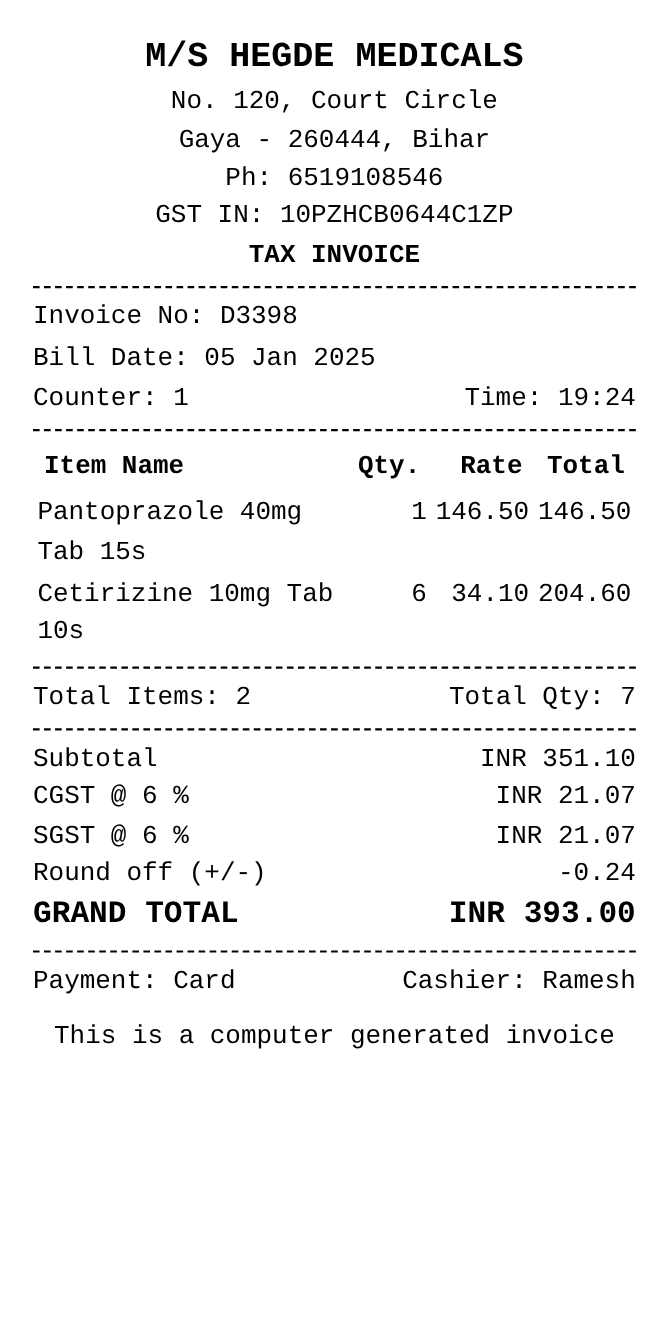 M/S HEGDE MEDICALS
No. 120, Court Circle
Gaya - 260444, Bihar
Ph: 6519108546
GST IN: 10PZHCB0644C1ZP
TAX INVOICE
Invoice No: D3398
Bill Date: 05 Jan 2025
Counter: 1 Time: 19:24
Item Name Qty. Rate Total
Pantoprazole 40mg 1 146.50 146.50
Tab 15s
Cetirizine 10mg Tab 6 34.10 204.60
10s
Total Items: 2 Total Qty: 7
Subtotal INR 351.10
CGST @ 6 % INR 21.07
SGST @ 6 % INR 21.07
Round off (+/-) -0.24
GRAND TOTAL INR 393.00
Payment: Card Cashier: Ramesh
This is a computer generated invoice